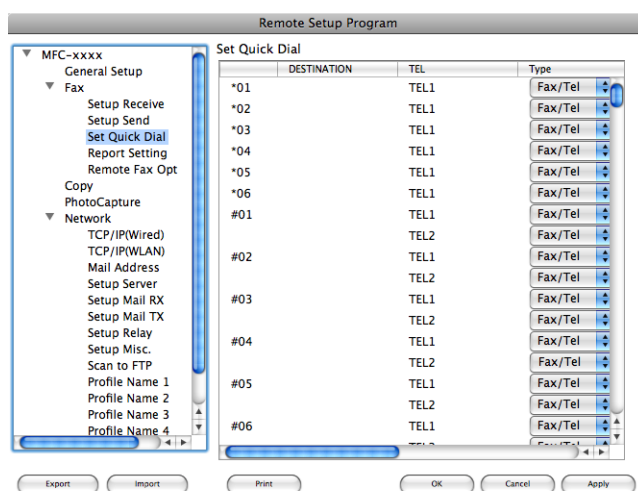 Remote Setup Program
MFC-xxxx
General Setup
Fax
Setup Receive
Setup Send
Set Quick Dial
Report Setting
Remote Fax Opt
Copy
PhotoCapture
Network
TCP/IP(Wired)
TCP/IP(WLAN)
Mail Address
Setup Server
Setup Mail RX
Setup Mail TX
Setup Relay
Setup Misc.
Scan to FTP
Profile Name 1
Profile Name 2
Profile Name 3
Profile Name 4
Set Quick Dial
DESTINATION TEL Type
*01 TEL1 Fax/Tel
*02 TEL1 Fax/Tel
*03 TEL1 Fax/Tel
*04 TEL1 Fax/Tel
*05 TEL1 Fax/Tel
*06 TEL1 Fax/Tel
#01 TEL1 Fax/Tel
TEL2 Fax/Tel
#02 TEL1 Fax/Tel
TEL2 Fax/Tel
#03 TEL1 Fax/Tel
TEL2 Fax/Tel
#04 TEL1 Fax/Tel
TEL2 Fax/Tel
#05 TEL1 Fax/Tel
TEL2 Fax/Tel
#06 TEL1 Fax/Tel
Export Import Print OK Cancel Apply